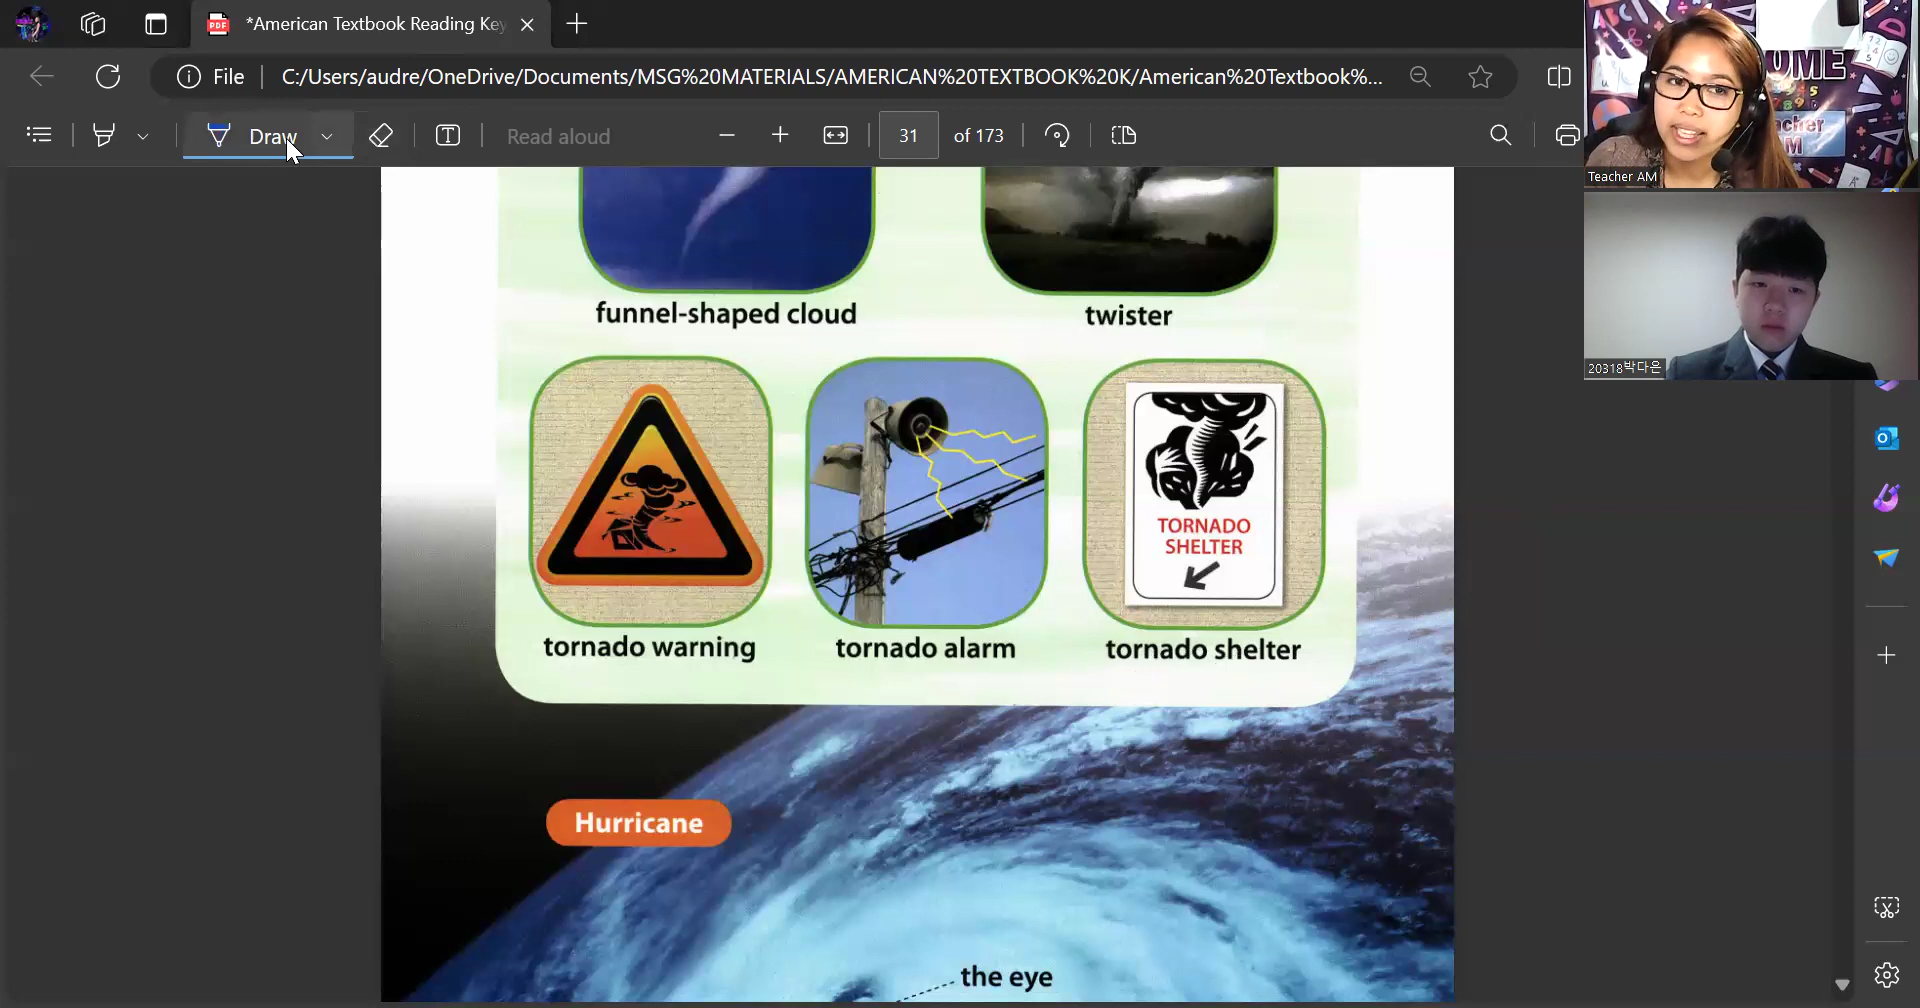 *American Textbook Reading Key
File
C:/Users/audre/OneDrive/Documents/MSG%20MATERIALS/AMERICAN%20TEXTBOOK%20K/American%20Textbook%...
Draw
Read aloud
31 of 173
Teacher AM
20318박다은
funnel-shaped cloud
twister
TORNADO
SHELTER
tornado warning
tornado alarm
tornado shelter
Hurricane
the eye